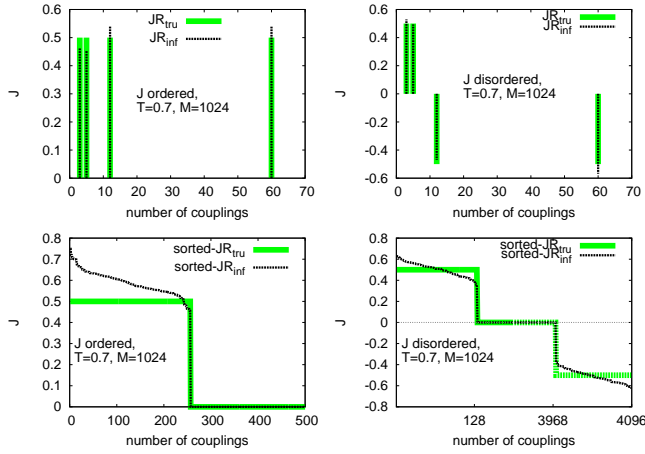 JR_tru
JR_inf
J ordered,
T=0.7, M=1024
J
0.6
0.5
0.4
0.3
0.2
0.1
0
0 10 20 30 40 50 60 70
number of couplings
JR_tru
JR_inf
J disordered,
T=0.7, M=1024
J
0.6
0.4
0.2
0
-0.2
-0.4
-0.6
0 10 20 30 40 50 60 70
number of couplings
sorted-JR_tru
sorted-JR_inf
J ordered,
T=0.7, M=1024
J
0.8
0.7
0.6
0.5
0.4
0.3
0.2
0.1
0
0 100 200 300 400 500
number of couplings
sorted-JR_tru
sorted-JR_inf
J disordered,
T=0.7, M=1024
J
0.8
0.6
0.4
0.2
0
-0.2
-0.4
-0.6
-0.8
128 3968 4096
number of couplings